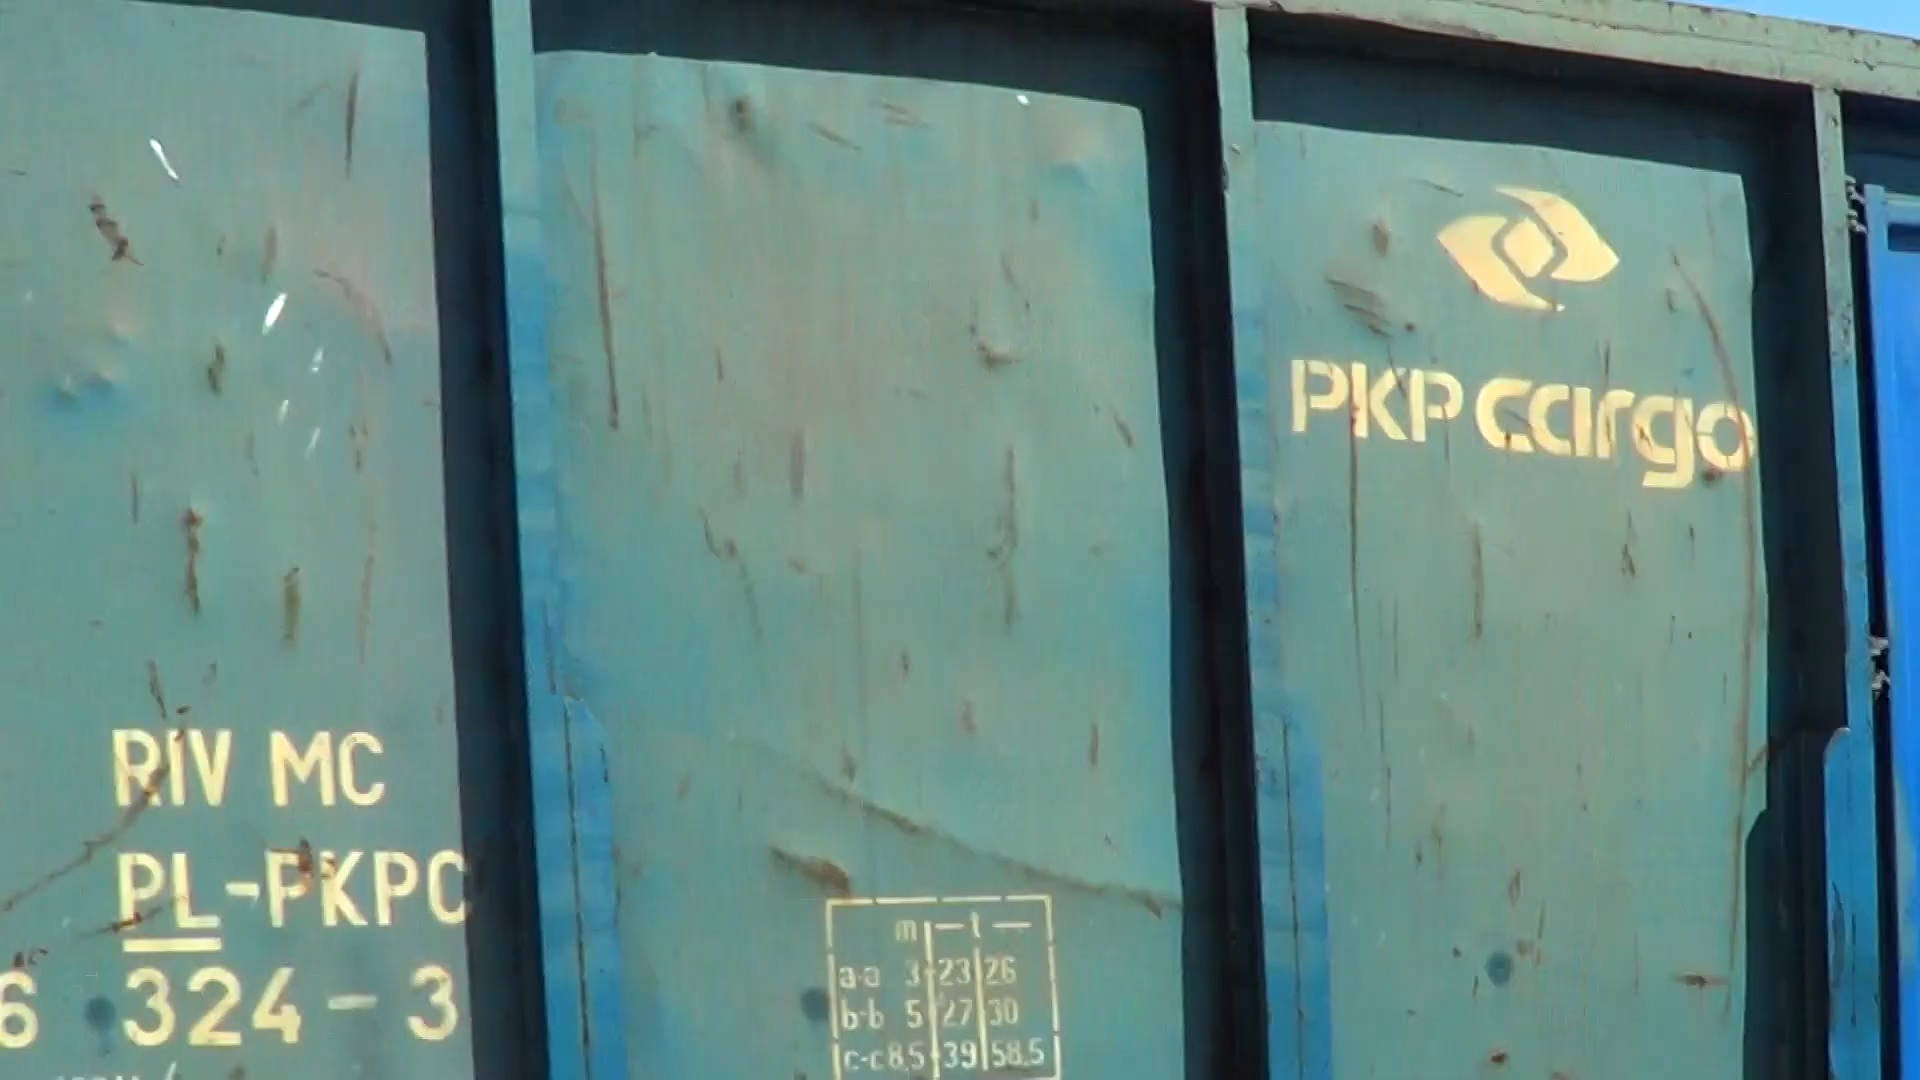 PKP cargo
RIV MC
PL-PKPC
6 324-3
m t
a-a 3 23 26
b-b 5 27 30
c-c 8,5 39 58,5